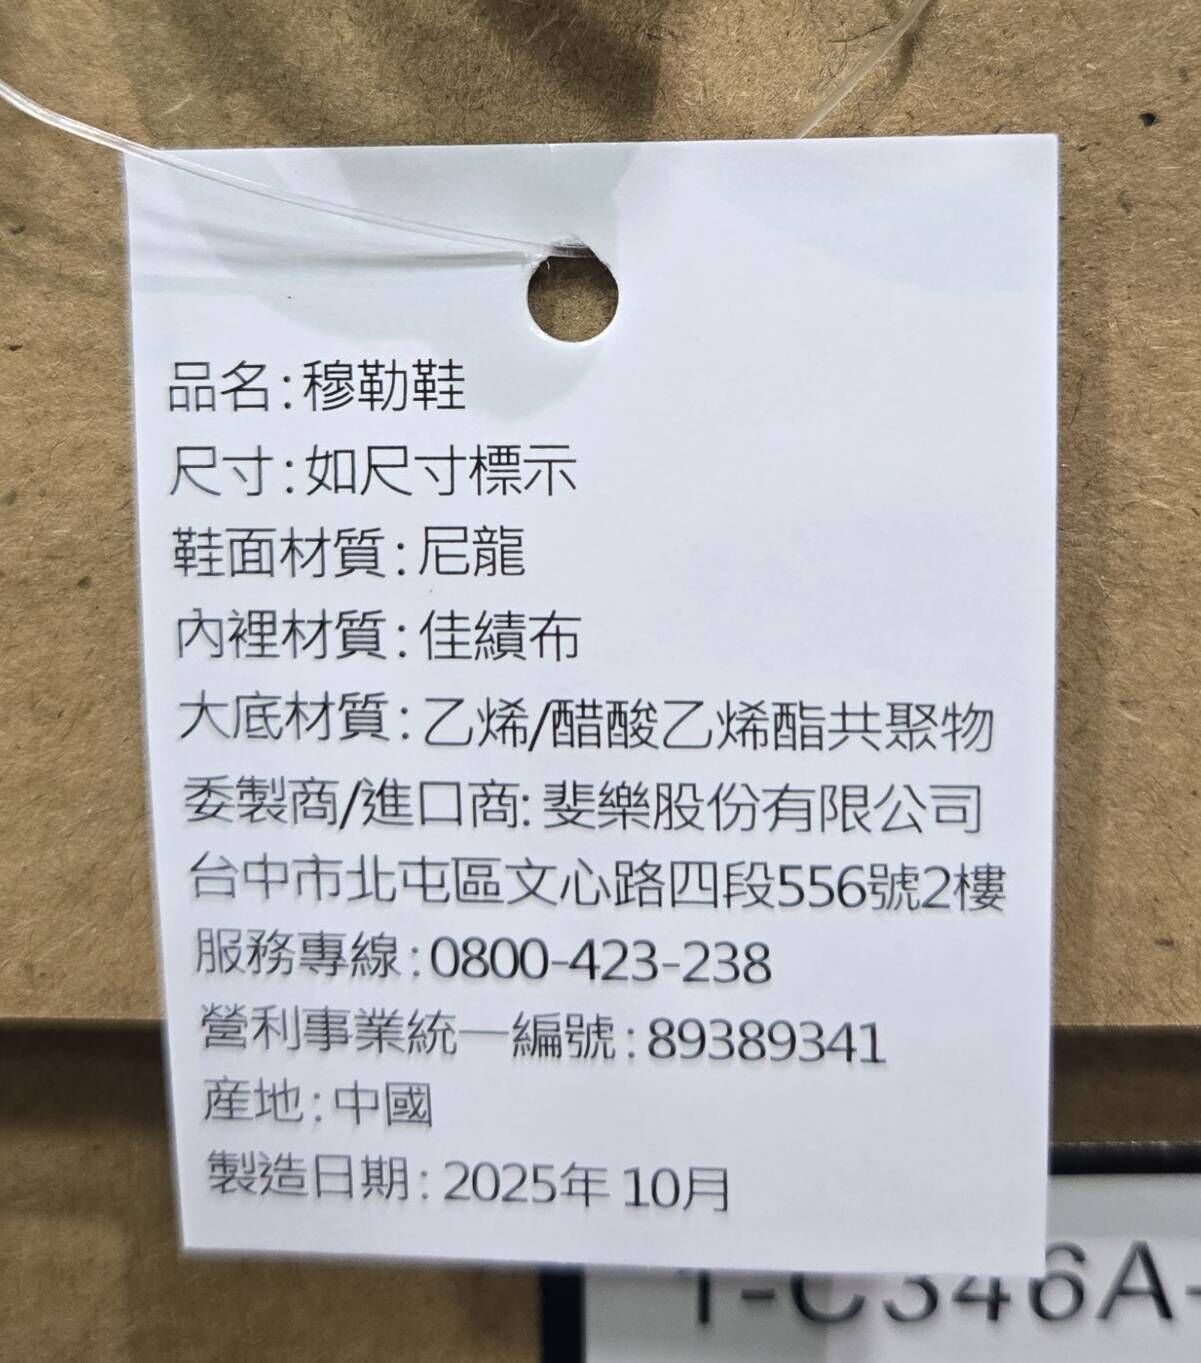 品名:穆勒鞋
尺寸:如尺寸標示
鞋面材質:尼龍
內裡材質:佳績布
大底材質:乙烯/醋酸乙烯酯共聚物
委製商/進口商:斐樂股份有限公司
台中市北屯區文心路四段556號2樓
服務專線:0800-423-238
營利事業統一編號:89389341
産地:中國
製造日期:2025年10月
1-C346A-